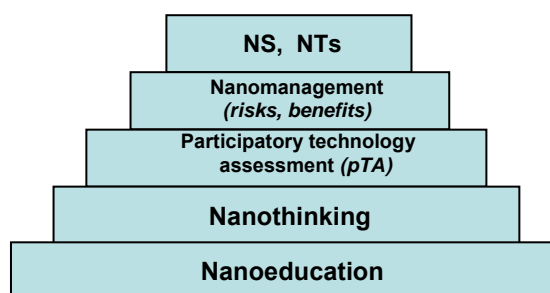 NS, NTs
Nanomanagement
(risks, benefits)
Participatory technology
assessment (pTA)
Nanothinking
Nanoeducation